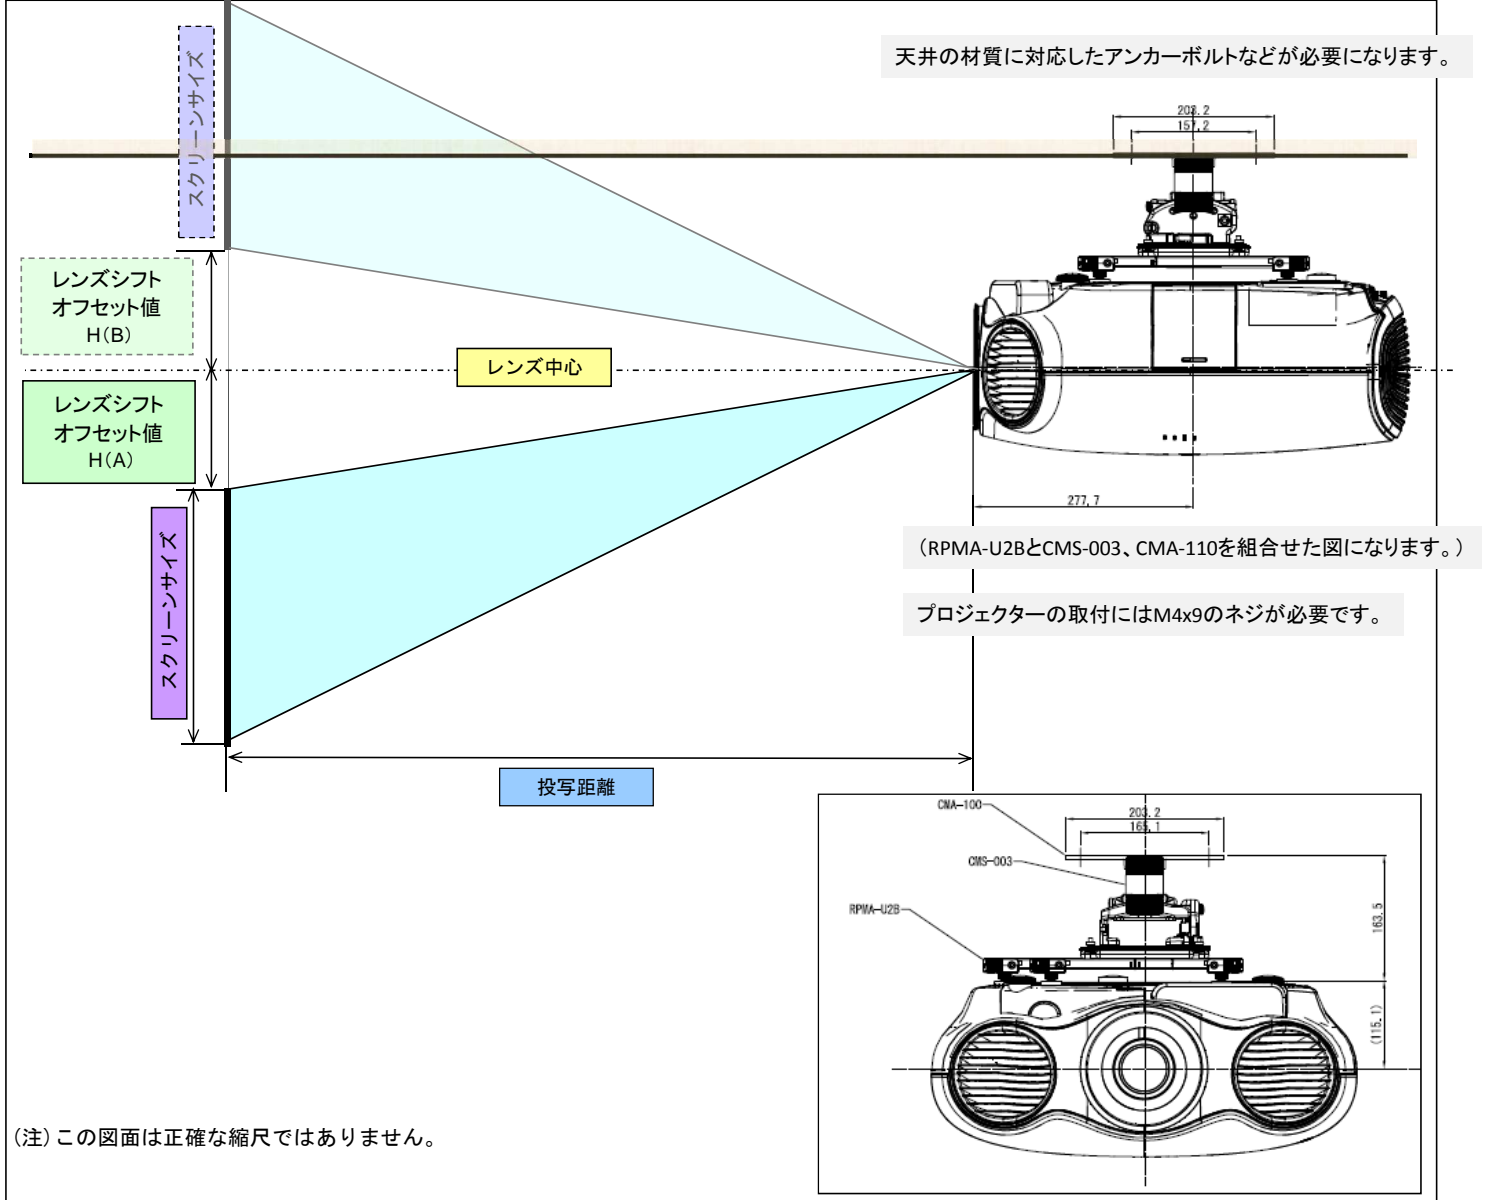 天井の材質に対応したアンカーボルトなどが必要になります。
スクリーンサイズ
203.2
157.2
レンズシフト
オフセット値
H(B)
レンズ中心
レンズシフト
オフセット値
H(A)
277.7
スクリーンサイズ
（RPMA-U2BとCMS-003、CMA-110を組合せた図になります。）
プロジェクターの取付にはM4x9のネジが必要です。
投写距離
CMA-100
203.2
165.1
CMS-003
RPMA-U2B
163.5
(115.1)
(注)この図面は正確な縮尺ではありません。